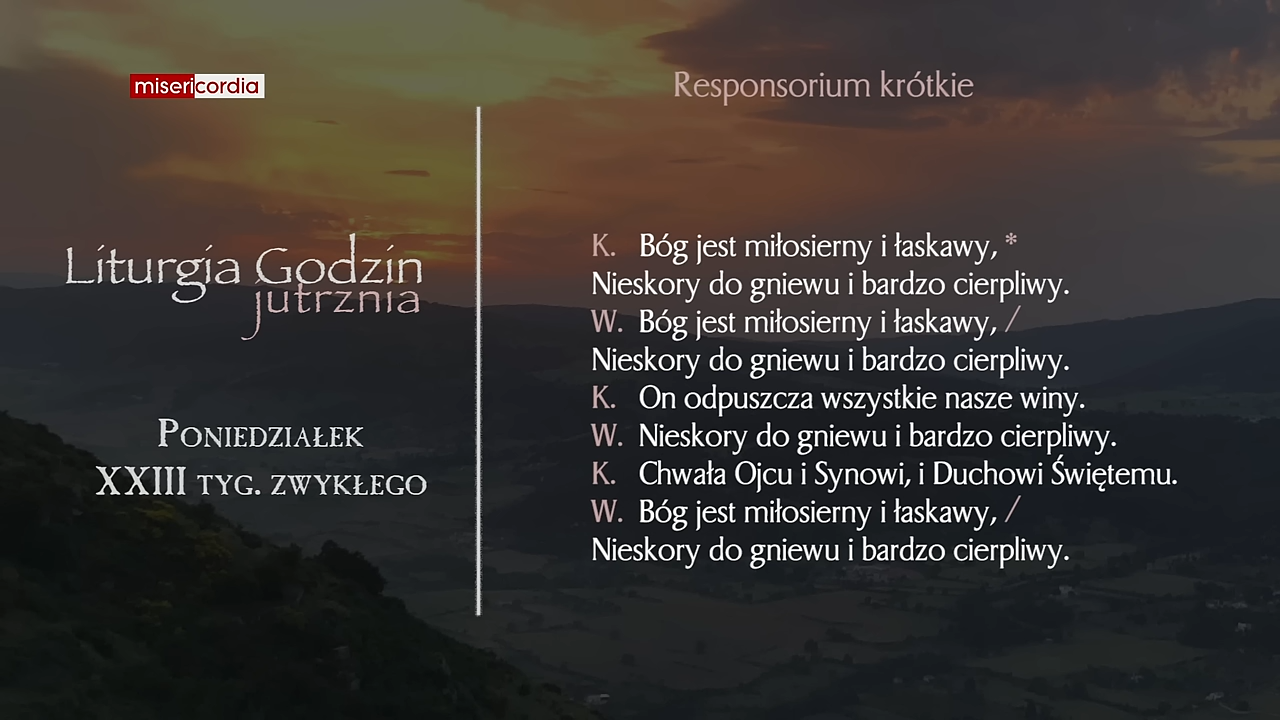 misericordia
Liturgia Godzin
jutrznia
Poniedziałek
XXIII tyg. zwykłego
Responsorium krótkie
K. Bóg jest miłosierny i łaskawy, *
Nieskory do gniewu i bardzo cierpliwy.
W. Bóg jest miłosierny i łaskawy, /
Nieskory do gniewu i bardzo cierpliwy.
K. On odpuszcza wszystkie nasze winy.
W. Nieskory do gniewu i bardzo cierpliwy.
K. Chwała Ojcu i Synowi, i Duchowi Świętemu.
W. Bóg jest miłosierny i łaskawy, /
Nieskory do gniewu i bardzo cierpliwy.